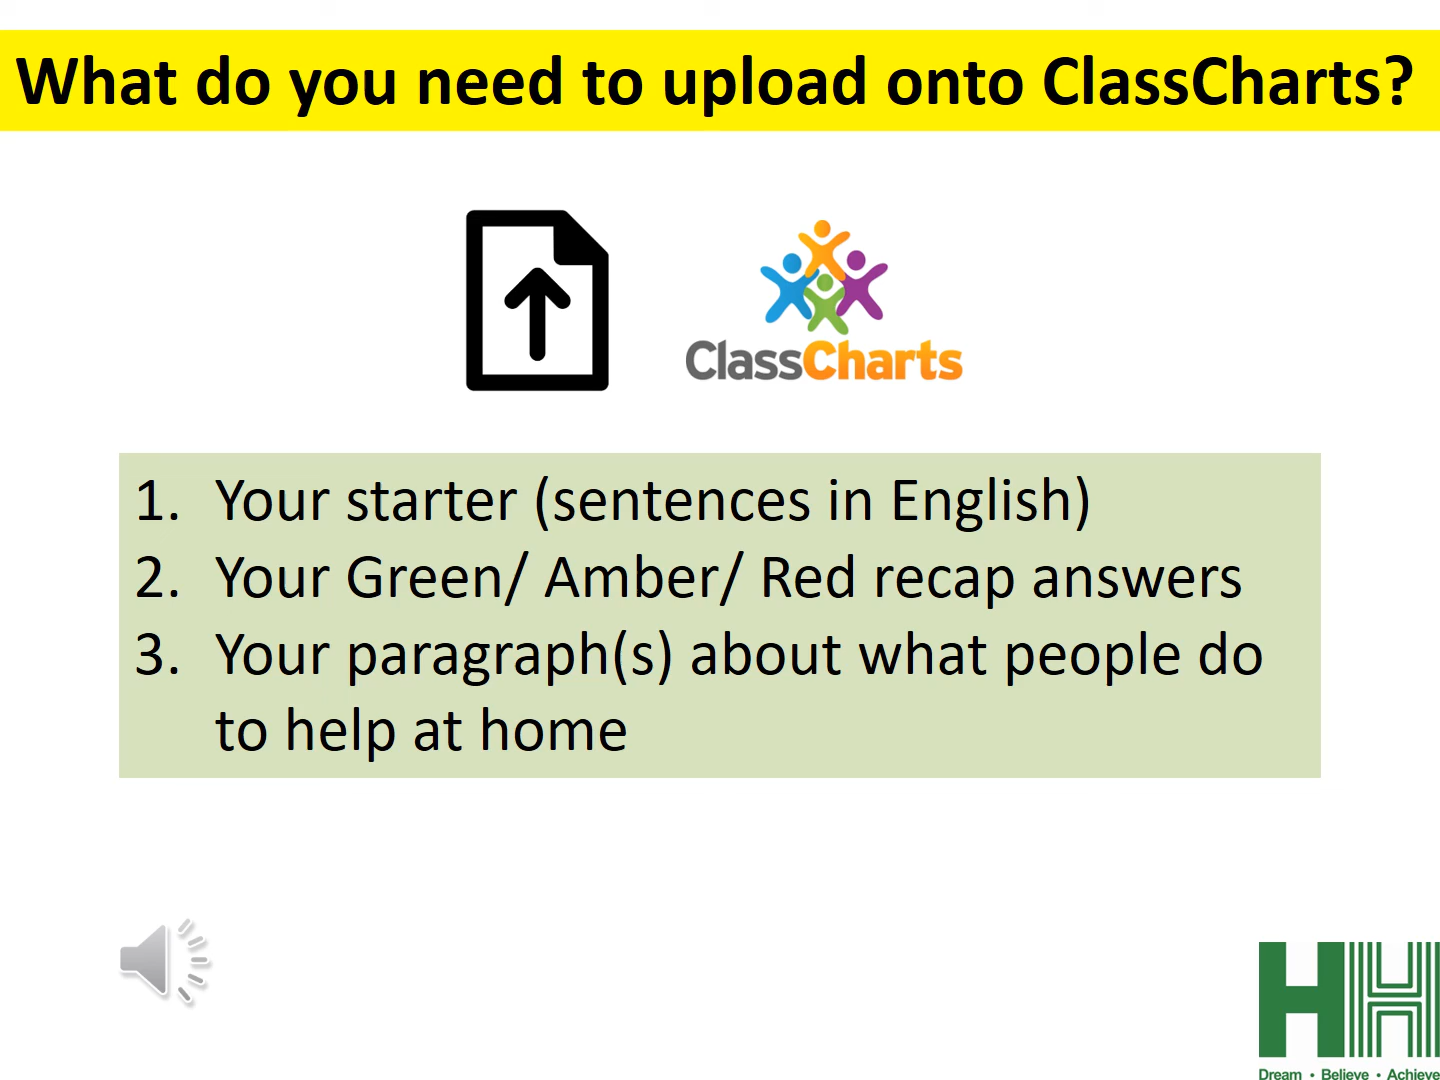 What do you need to upload onto ClassCharts?
ClassCharts
1. Your starter (sentences in English)
2. Your Green/ Amber/ Red recap answers
3. Your paragraph(s) about what people do
to help at home
HH
Dream • Believe • Achieve